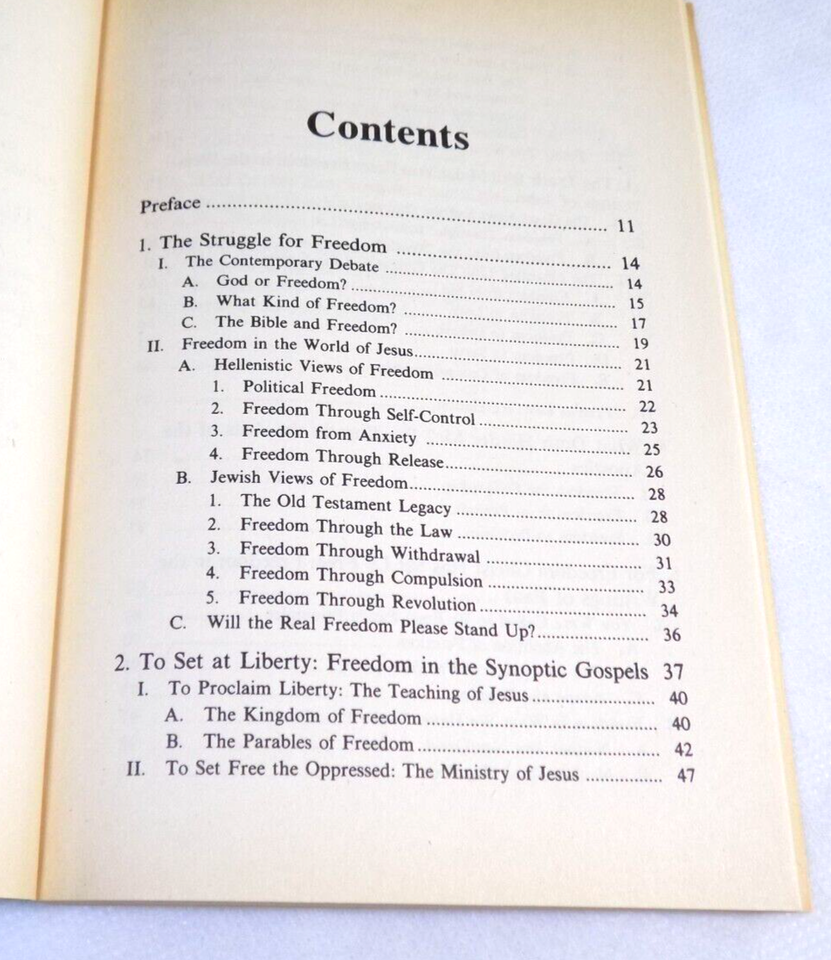 Contents
Preface ........ 11
1. The Struggle for Freedom ........ 14
I. The Contemporary Debate ........ 14
A. God or Freedom? ........ 15
B. What Kind of Freedom? ........ 17
C. The Bible and Freedom? ........ 19
II. Freedom in the World of Jesus ........ 21
A. Hellenistic Views of Freedom ........ 21
1. Political Freedom ........ 22
2. Freedom Through Self-Control ........ 23
3. Freedom from Anxiety ........ 25
4. Freedom Through Release ........ 26
B. Jewish Views of Freedom ........ 28
1. The Old Testament Legacy ........ 28
2. Freedom Through the Law ........ 30
3. Freedom Through Withdrawal ........ 31
4. Freedom Through Compulsion ........ 33
5. Freedom Through Revolution ........ 34
C. Will the Real Freedom Please Stand Up? ........ 36
2. To Set at Liberty: Freedom in the Synoptic Gospels 37
I. To Proclaim Liberty: The Teaching of Jesus ........ 40
A. The Kingdom of Freedom ........ 40
B. The Parables of Freedom ........ 42
II. To Set Free the Oppressed: The Ministry of Jesus ........ 47